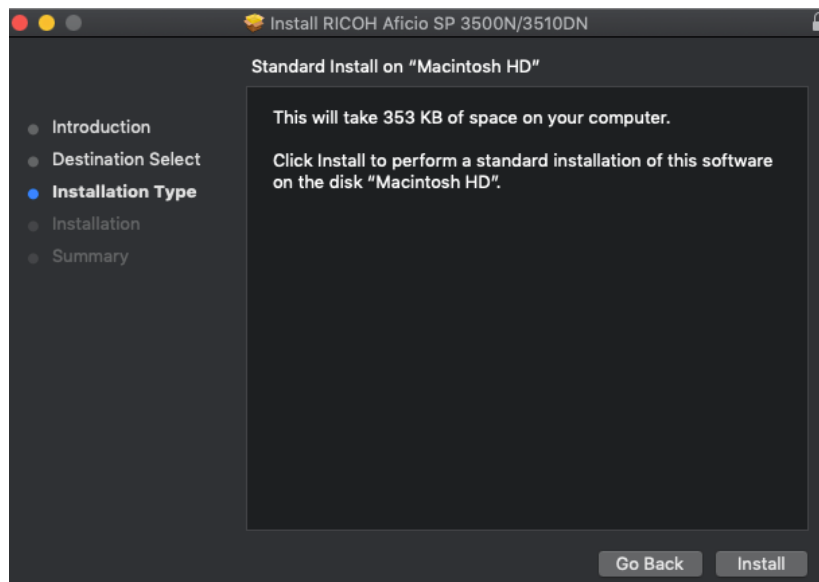 Install RICOH Aficio SP 3500N/3510DN
Standard Install on “Macintosh HD”
Introduction
Destination Select
Installation Type
Installation
Summary
This will take 353 KB of space on your computer.
Click Install to perform a standard installation of this software
on the disk “Macintosh HD”.
Go Back
Install